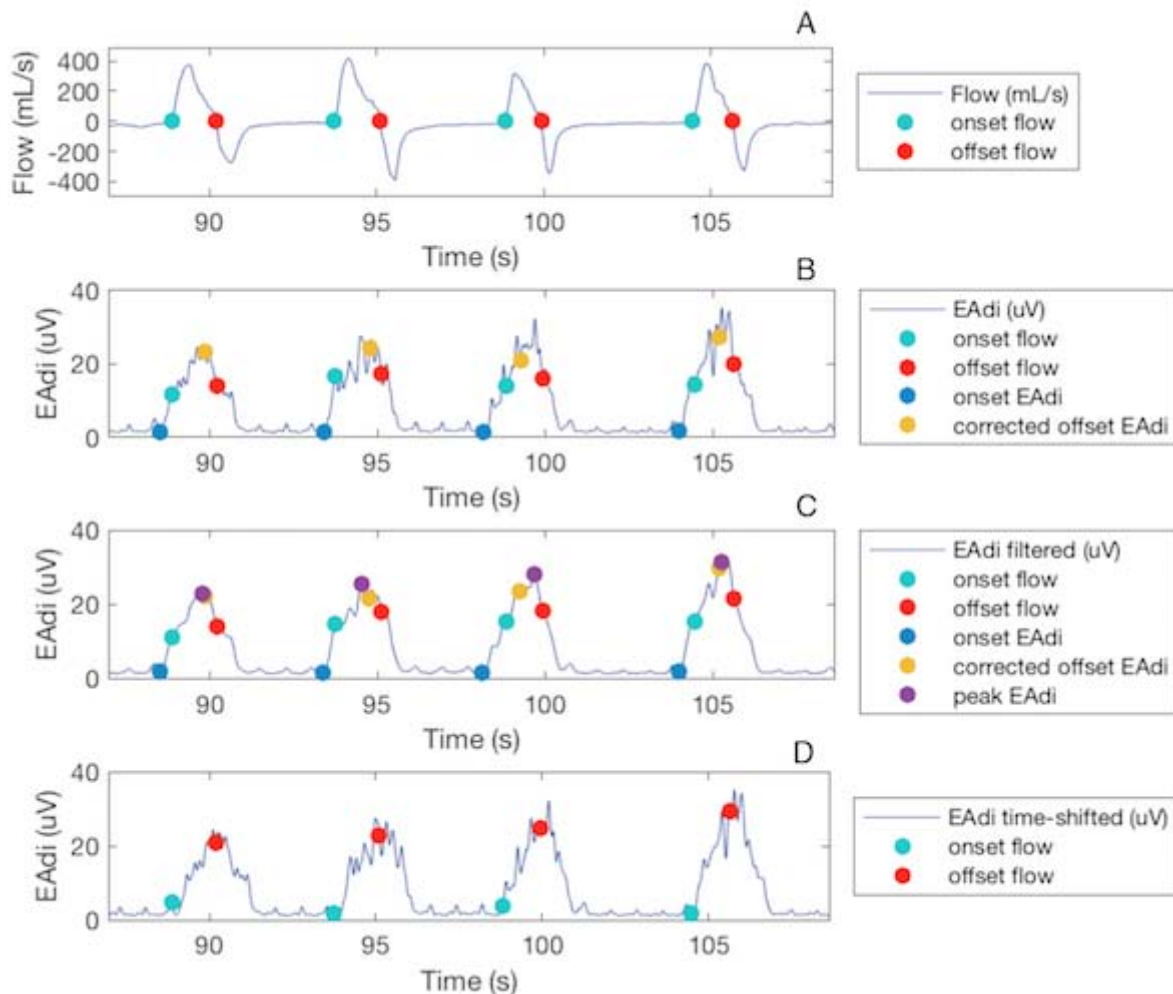 A
Flow (mL/s)
400
200
0
-200
-400
90
95
100
105
Time (s)
Flow (mL/s)
onset flow
offset flow
B
EAdi (uV)
40
20
0
90
95
100
105
Time (s)
EAdi (uV)
onset flow
offset flow
onset EAdi
corrected offset EAdi
C
EAdi (uV)
40
20
0
90
95
100
105
Time (s)
EAdi filtered (uV)
onset flow
offset flow
onset EAdi
corrected offset EAdi
peak EAdi
D
EAdi (uV)
40
20
0
90
95
100
105
Time (s)
EAdi time-shifted (uV)
onset flow
offset flow